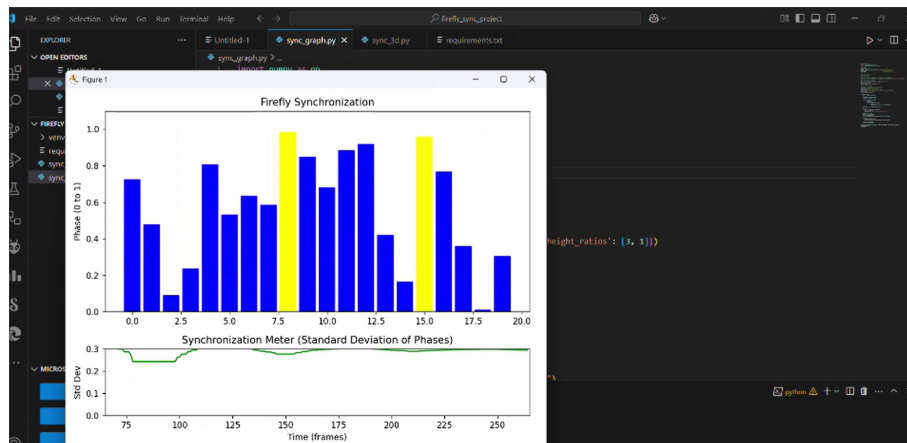 File Edit Selection View Go Run Terminal Help
firefly_sync_project
EXPLORER
Untitled-1
sync_graph.py
sync_3d.py
requirements.txt
OPEN EDITORS
sync_graph.py > ...
import numpy as np
Figure 1
FIREFLY
venv
requ
sync
sync_
Firefly Synchronization
Phase (0 to 1)
1.0
0.8
0.6
0.4
0.2
0.0
0.0 2.5 5.0 7.5 10.0 12.5 15.0 17.5 20.0
height_ratios': [3, 1]})
Synchronization Meter (Standard Deviation of Phases)
Std Dev
0.3
0.2
0.1
0.0
75 100 125 150 175 200 225 250
Time (frames)
MICROS
python